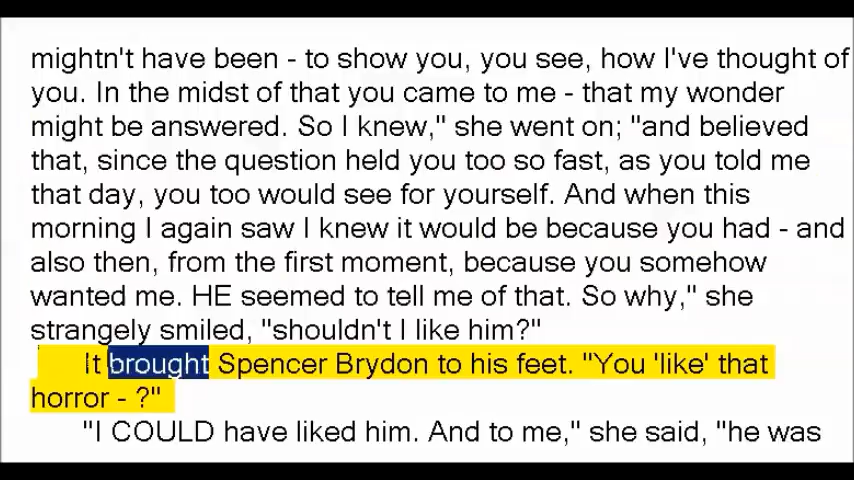 mightn't have been - to show you, you see, how I've thought of
you. In the midst of that you came to me - that my wonder
might be answered. So I knew," she went on; "and believed
that, since the question held you too so fast, as you told me
that day, you too would see for yourself. And when this
morning I again saw I knew it would be because you had - and
also then, from the first moment, because you somehow
wanted me. HE seemed to tell me of that. So why," she
strangely smiled, "shouldn't I like him?"
It brought Spencer Brydon to his feet. "You 'like' that
horror - ?"
"I COULD have liked him. And to me," she said, "he was